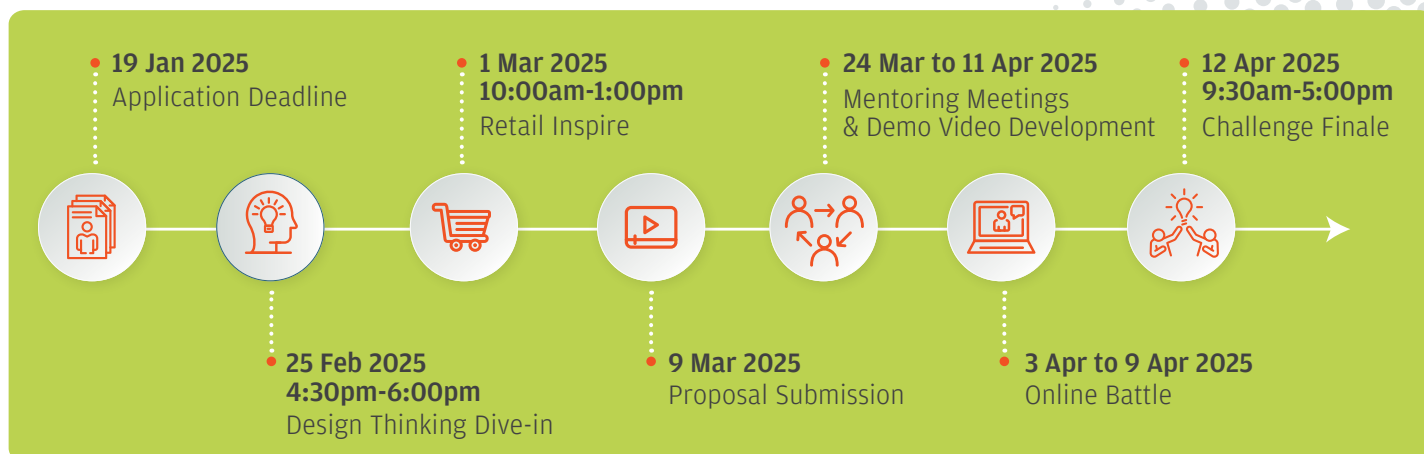 19 Jan 2025
Application Deadline
25 Feb 2025
4:30pm-6:00pm
Design Thinking Dive-in
1 Mar 2025
10:00am-1:00pm
Retail Inspire
9 Mar 2025
Proposal Submission
24 Mar to 11 Apr 2025
Mentoring Meetings
& Demo Video Development
3 Apr to 9 Apr 2025
Online Battle
12 Apr 2025
9:30am-5:00pm
Challenge Finale